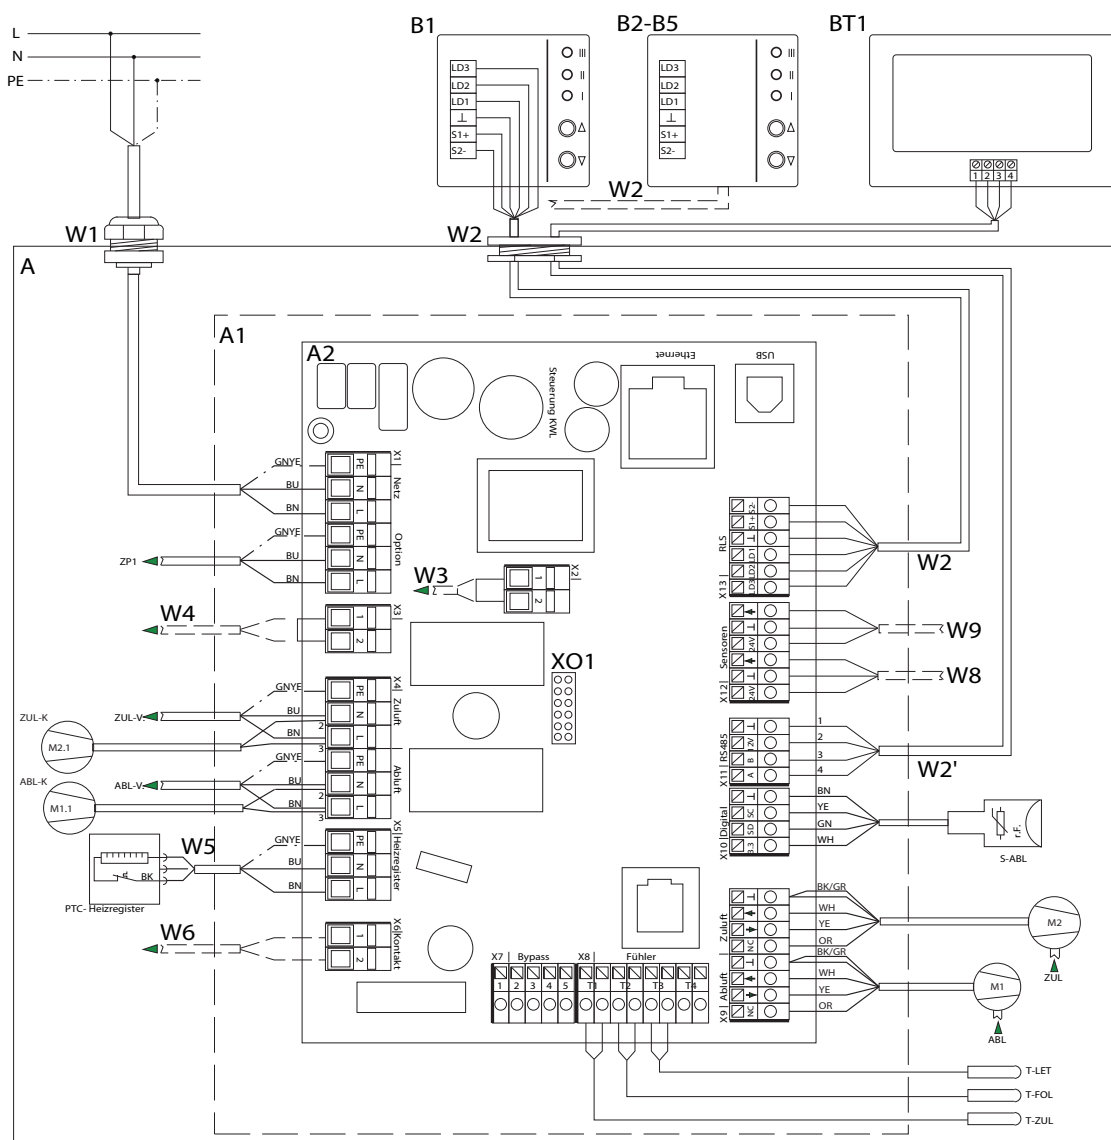 L
N
PE
B1
LD3
LD2
LD1
⊥
S1+
S2-
III
II
I
Δ
∇
B2-B5
LD3
LD2
LD1
⊥
S1+
S2-
III
II
I
Δ
∇
BT1
1 2 3 4
W2
W1
W2
A
A1
A2
Steuerung KWL
Ethernet
USB
X1
Netz
GNYE PE
BU N
BN L
Option
GNYE PE
BU N
BN L
ZP1
W3
X2
1
2
W4
X3
1
2
XO1
X4
Zuluft
GNYE PE
BU N
BN L
2
3
ZUL-V.
ZUL-K
M2.1
Abluft
GNYE PE
BU N
BN L
2
3
ABL-V.
ABL-K
M1.1
X5
Heizregister
GNYE PE
BU N
BN L
W5
BK
PTC- Heizregister
W6
X6
Kontakt
1
2
RLS
X13
S2-
S1+
⊥
LD1
LD2
LD3
W2
Sensoren
X12
⊥
24V
⊥
24V
W9
W8
RS485
X11
⊥ 1
12V 2
B 3
A 4
W2'
Digital
X10
⊥ BN
SC YE
SD GN
3.3 WH
r.F.
S-ABL
Zuluft
⊥ BK/GR
WH
YE
NC OR
M2
ZUL
Abluft
X9
⊥ BK/GR
WH
YE
NC OR
M1
ABL
X7 Bypass X8 Fühler
1 2 3 4 5 T1 T2 T3 T4
T-LET
T-FOL
T-ZUL